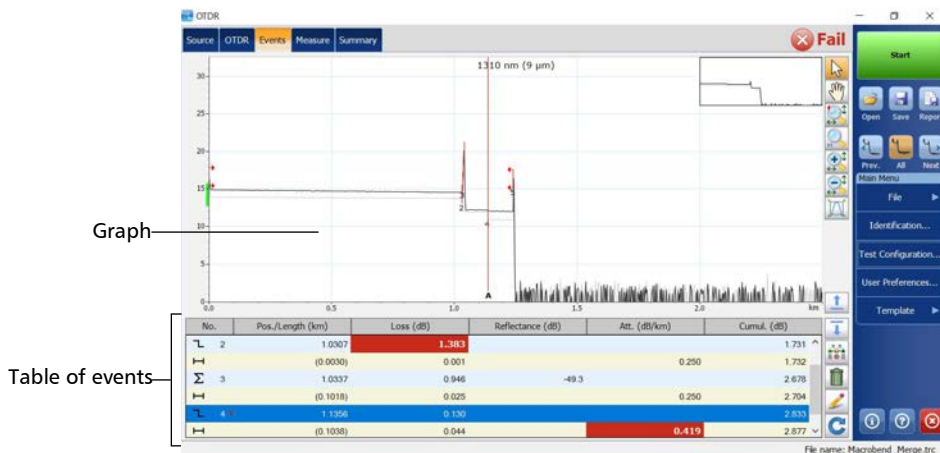 OTDR
Source OTDR Events Measure Summary
Fail
Start
1310 nm (9 µm)
30
25
20
15
10
5
0
0.0 0.5 1.0 1.5 2.0 km
2
4
A
Open Save Report
Prev. All Next
Main Menu
File
Identification...
Test Configuration...
User Preferences...
Template
Graph
Table of events
No. Pos./Length (km) Loss (dB) Reflectance (dB) Att. (dB/km) Cumul. (dB)
2 1.0307 1.383 1.731
(0.0030) 0.001 0.250 1.732
Σ 3 1.0337 0.946 -49.3 2.678
(0.1018) 0.025 0.250 2.704
4 1.1356 0.130 2.833
(0.1038) 0.044 0.419 2.877
File name: Macrobend_Merge.trc